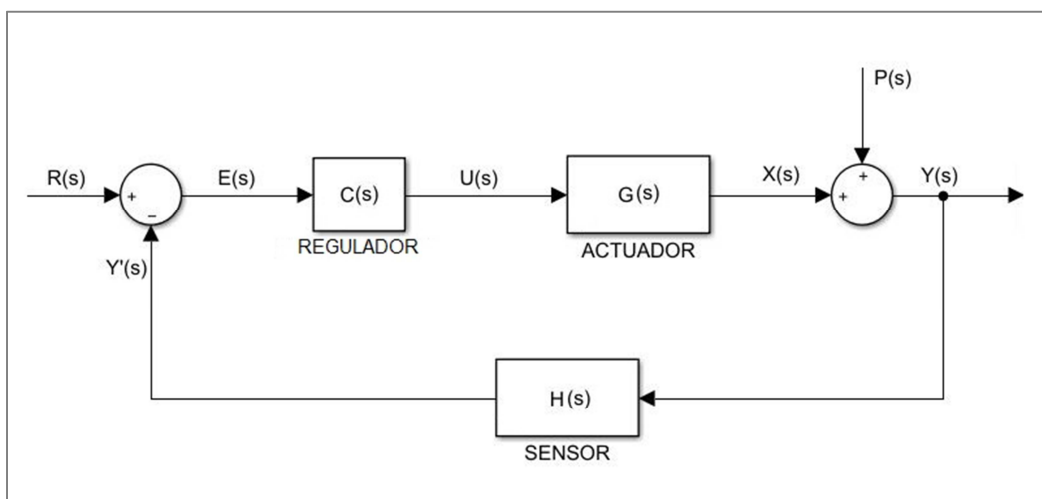 P(s)
R(s)
E(s)
U(s)
X(s)
Y(s)
+
−
C(s)
G(s)
+
+
REGULADOR
ACTUADOR
Y'(s)
H(s)
SENSOR